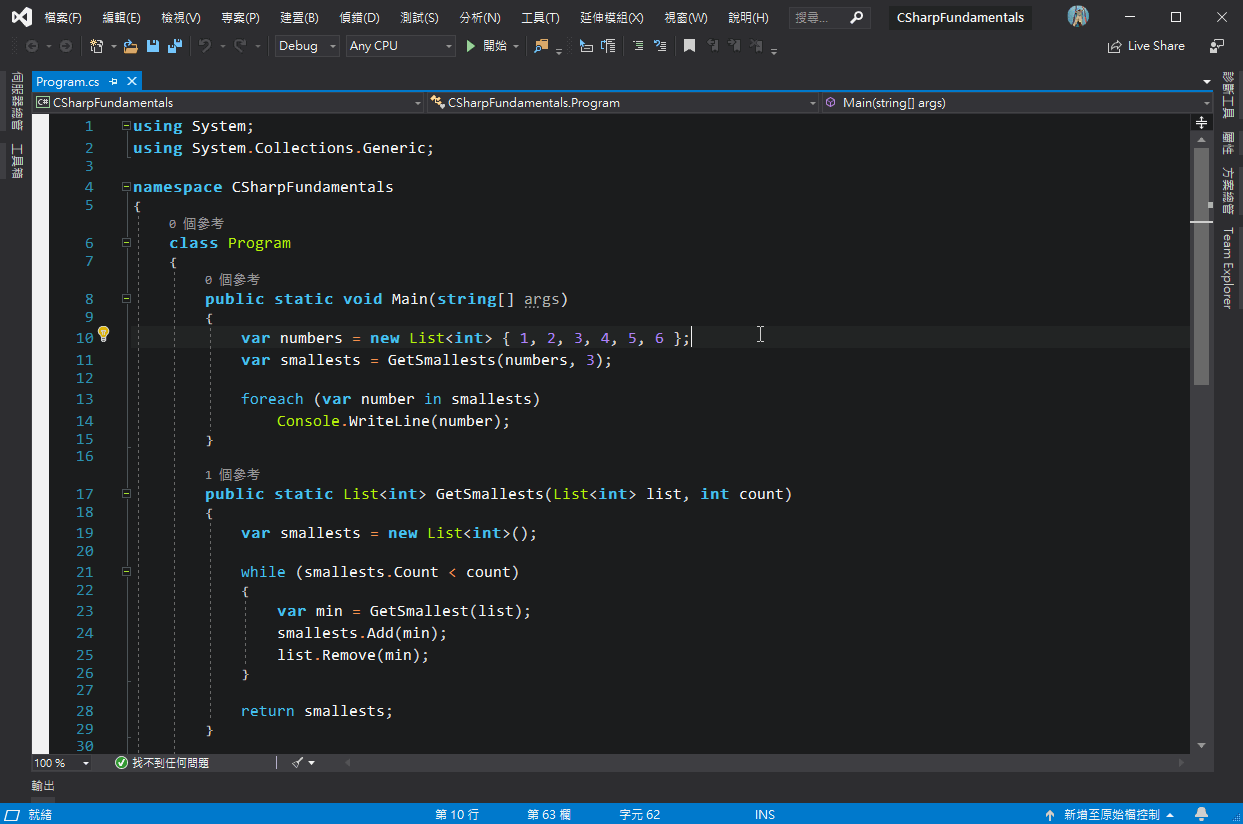 檔案(F) 編輯(E) 檢視(V) 專案(P) 建置(B) 偵錯(D) 測試(S) 分析(N) 工具(T) 延伸模組(X) 視窗(W) 說明(H) 搜尋... CSharpFundamentals
Debug Any CPU 開始 Live Share
伺服器總管
工具箱
Program.cs
C# CSharpFundamentals CSharpFundamentals.Program Main(string[] args)
1 using System;
2 using System.Collections.Generic;
3
4 namespace CSharpFundamentals
5 {
0 個參考
6 class Program
7 {
0 個參考
8 public static void Main(string[] args)
9 {
10 var numbers = new List<int> { 1, 2, 3, 4, 5, 6 };
11 var smallests = GetSmallests(numbers, 3);
12
13 foreach (var number in smallests)
14 Console.WriteLine(number);
15 }
16
1 個參考
17 public static List<int> GetSmallests(List<int> list, int count)
18 {
19 var smallests = new List<int>();
20
21 while (smallests.Count < count)
22 {
23 var min = GetSmallest(list);
24 smallests.Add(min);
25 list.Remove(min);
26 }
27
28 return smallests;
29 }
30
診斷工具
屬性
方案總管
Team Explorer
100 % 找不到任何問題
輸出
就緒 第 10 行 第 63 欄 字元 62 INS 新增至原始檔控制